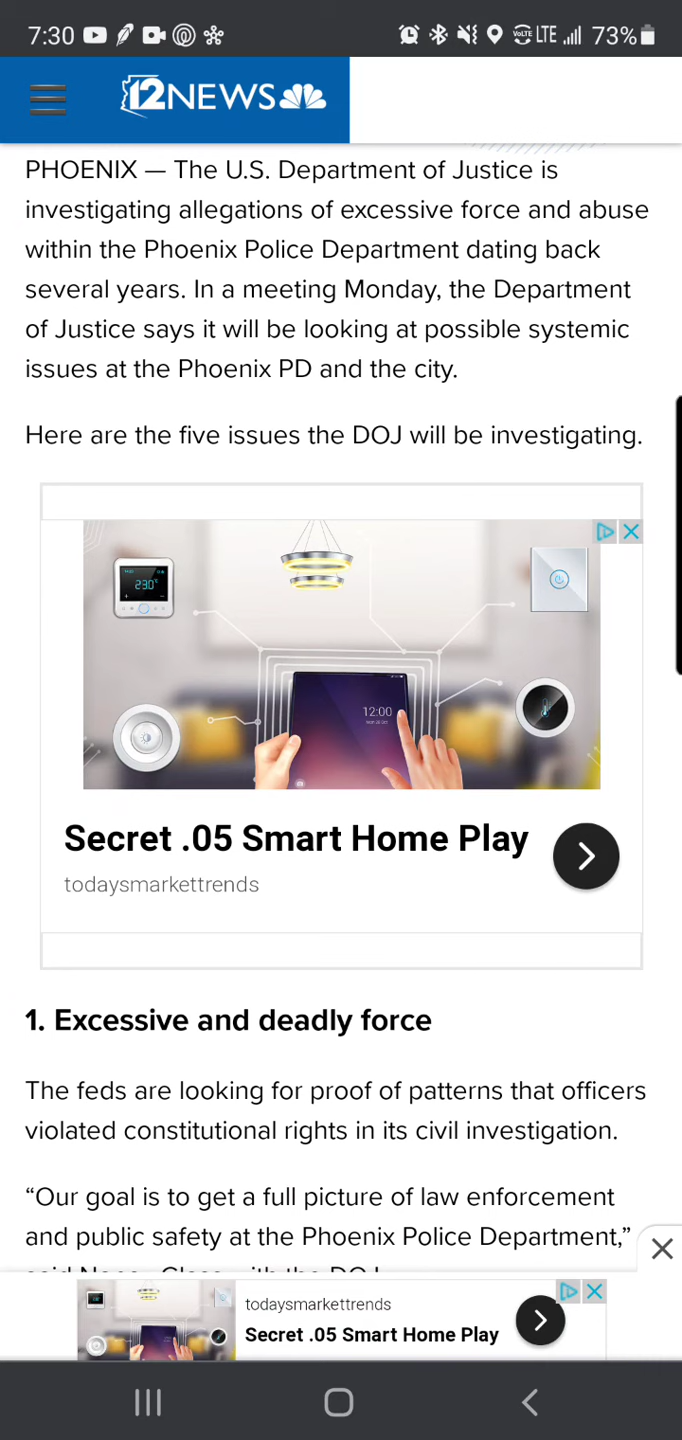 7:30
VoLTE LTE 73%
12NEWS
PHOENIX — The U.S. Department of Justice is
investigating allegations of excessive force and abuse
within the Phoenix Police Department dating back
several years. In a meeting Monday, the Department
of Justice says it will be looking at possible systemic
issues at the Phoenix PD and the city.
Here are the five issues the DOJ will be investigating.
230°
12:00
Secret .05 Smart Home Play
todaysmarkettrends
1. Excessive and deadly force
The feds are looking for proof of patterns that officers
violated constitutional rights in its civil investigation.
“Our goal is to get a full picture of law enforcement
and public safety at the Phoenix Police Department,”
todaysmarkettrends
Secret .05 Smart Home Play